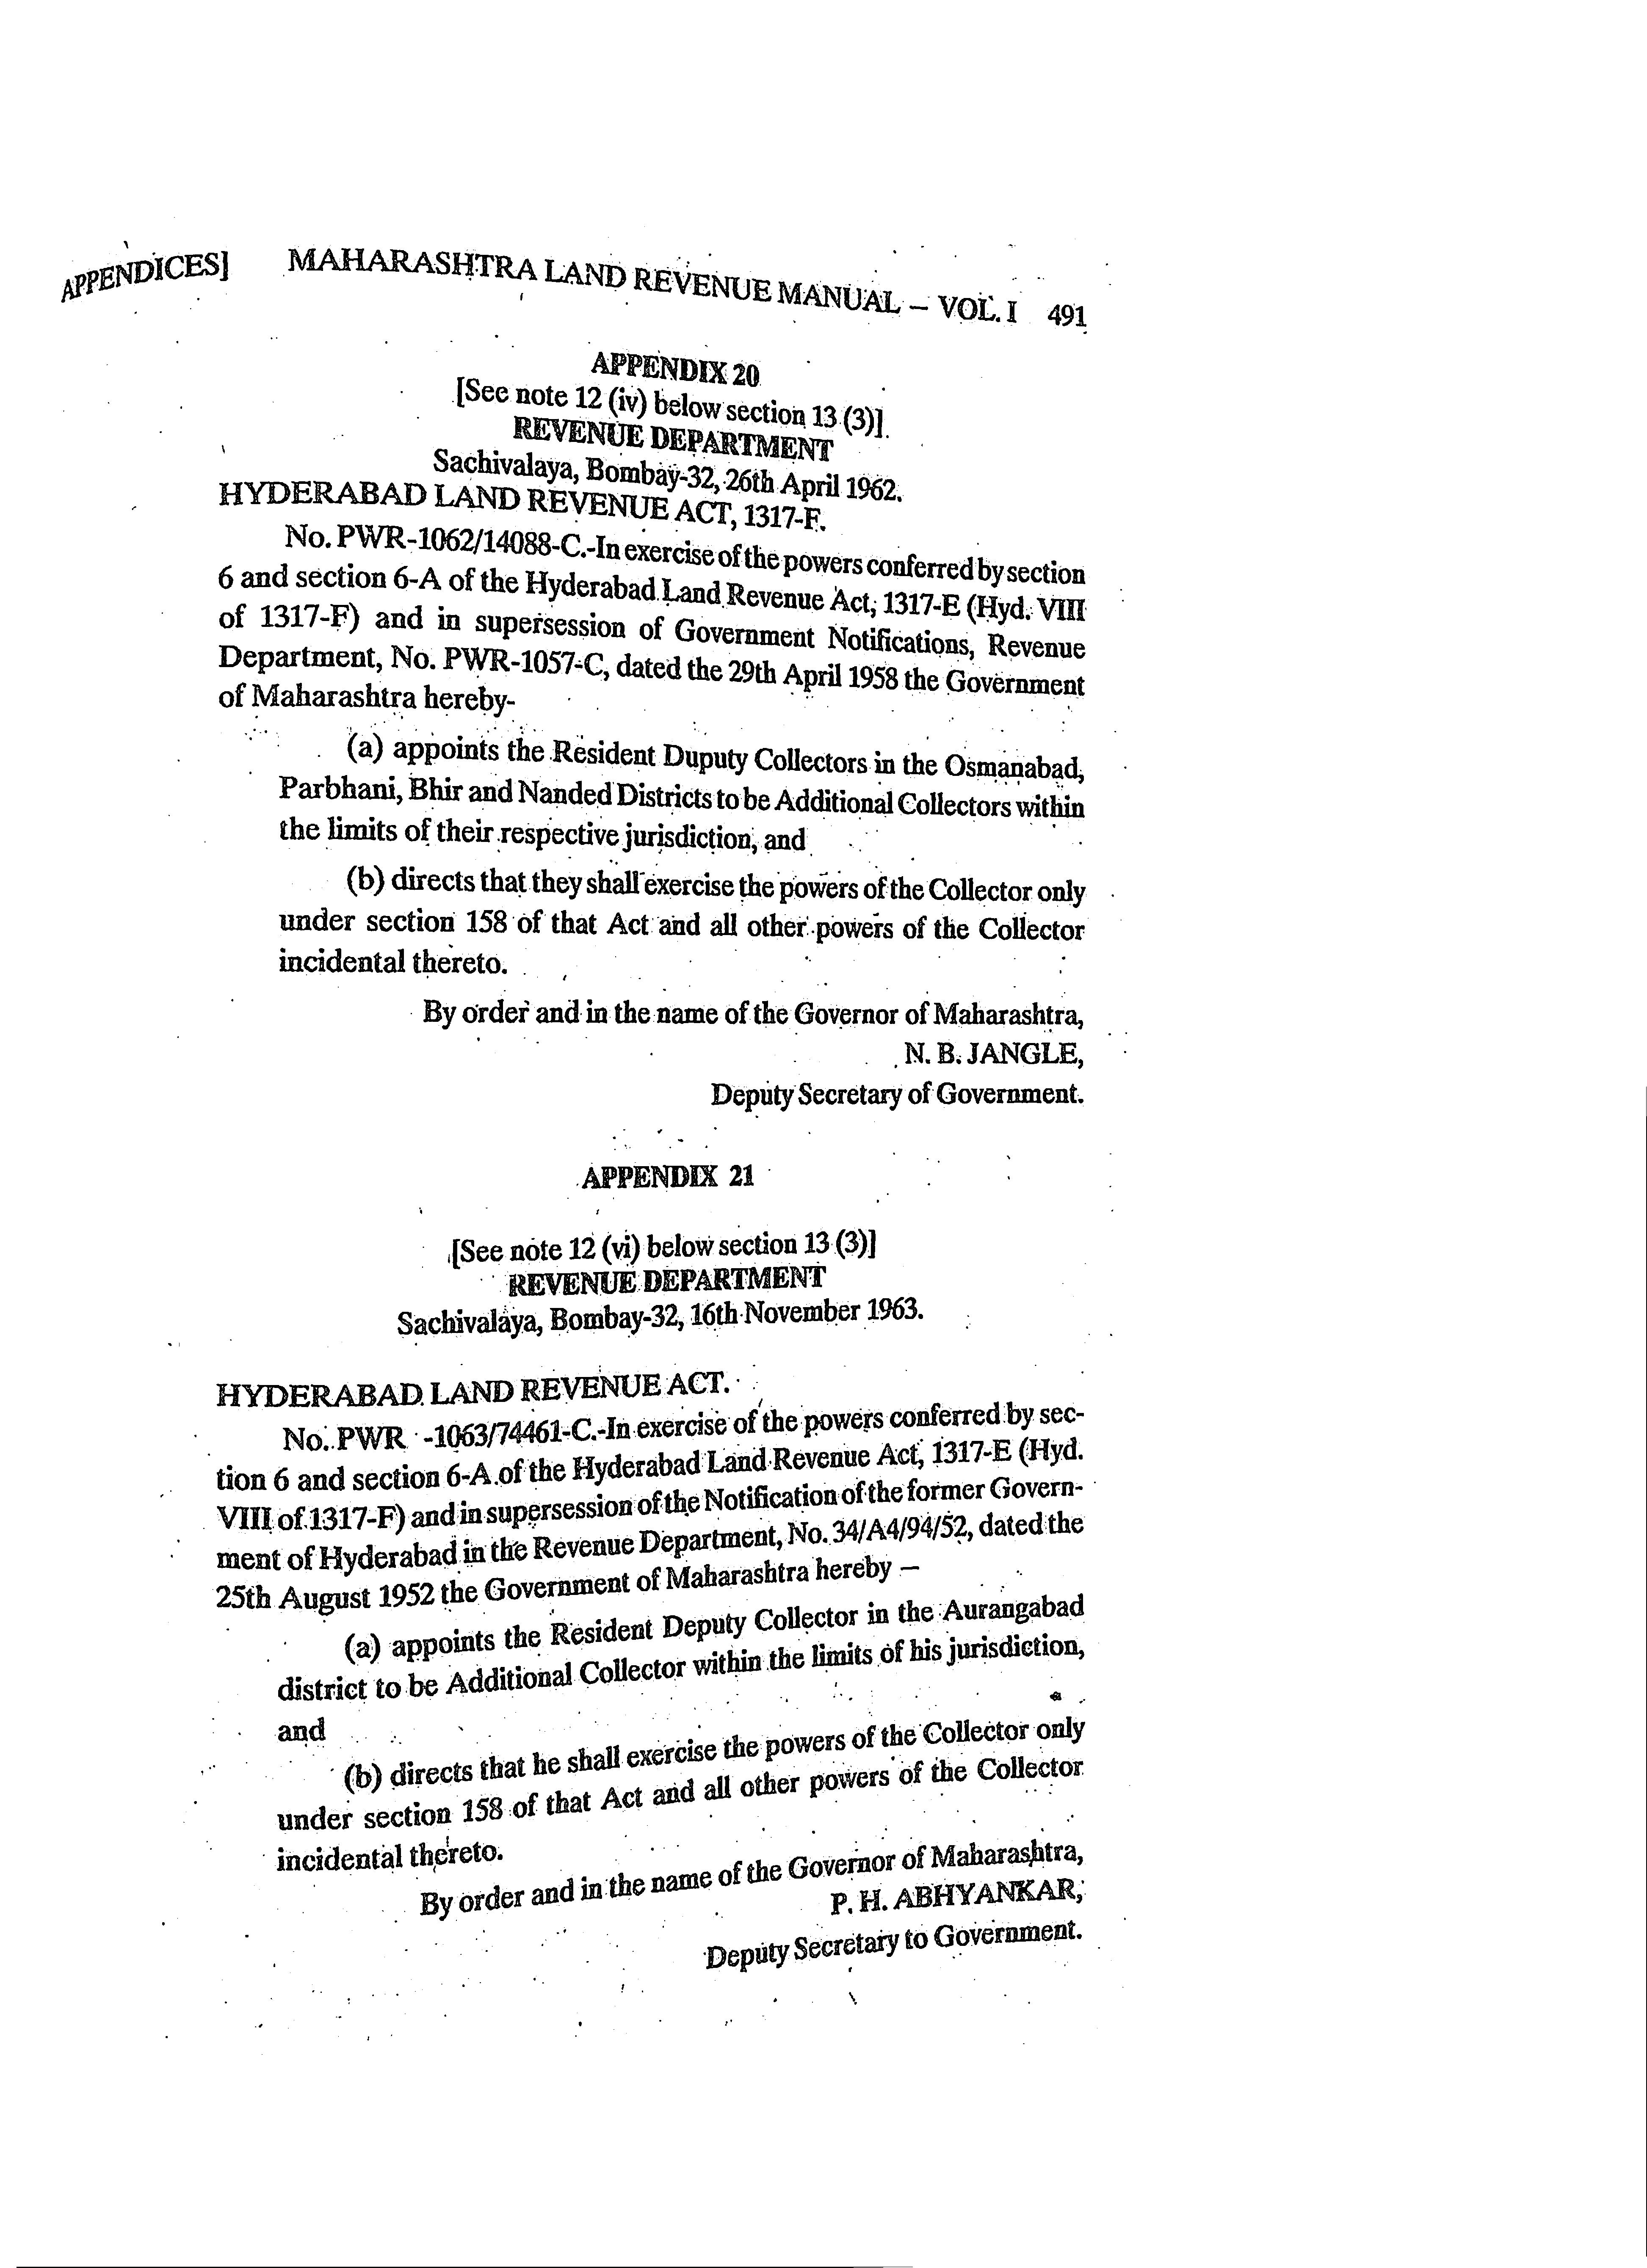 APPENDICES] MAHARASHTRA LAND REVENUE MANUAL – VOL. I 491
APPENDIX 20
[See note 12 (iv) below section 13 (3)]
REVENUE DEPARTMENT
Sachivalaya, Bombay-32, 26th April 1962.
HYDERABAD LAND REVENUE ACT, 1317-F.
No. PWR-1062/14088-C.-In exercise of the powers conferred by section
6 and section 6-A of the Hyderabad Land Revenue Act, 1317-E (Hyd. VIII
of 1317-F) and in supersession of Government Notifications, Revenue
Department, No. PWR-1057-C, dated the 29th April 1958 the Government
of Maharashtra hereby-
(a) appoints the Resident Duputy Collectors in the Osmanabad,
Parbhani, Bhir and Nanded Districts to be Additional Collectors within
the limits of their respective jurisdiction, and
(b) directs that they shall exercise the powers of the Collector only
under section 158 of that Act and all other powers of the Collector
incidental thereto.
By order and in the name of the Governor of Maharashtra,
N. B. JANGLE,
Deputy Secretary of Government.
APPENDIX 21
[See note 12 (vi) below section 13 (3)]
REVENUE DEPARTMENT
Sachivalaya, Bombay-32, 16th November 1963.
HYDERABAD LAND REVENUE ACT.
No. PWR -1063/74461-C.-In exercise of the powers conferred by sec-
tion 6 and section 6-A of the Hyderabad Land Revenue Act, 1317-E (Hyd.
VIII of 1317-F) and in supersession of the Notification of the former Govern-
ment of Hyderabad in the Revenue Department, No. 34/A4/94/52, dated the
25th August 1952 the Government of Maharashtra hereby –
(a) appoints the Resident Deputy Collector in the Aurangabad
district to be Additional Collector within the limits of his jurisdiction,
and
(b) directs that he shall exercise the powers of the Collector only
under section 158 of that Act and all other powers of the Collector
incidental thereto.
By order and in the name of the Governor of Maharashtra,
P. H. ABHYANKAR,
Deputy Secretary to Government.